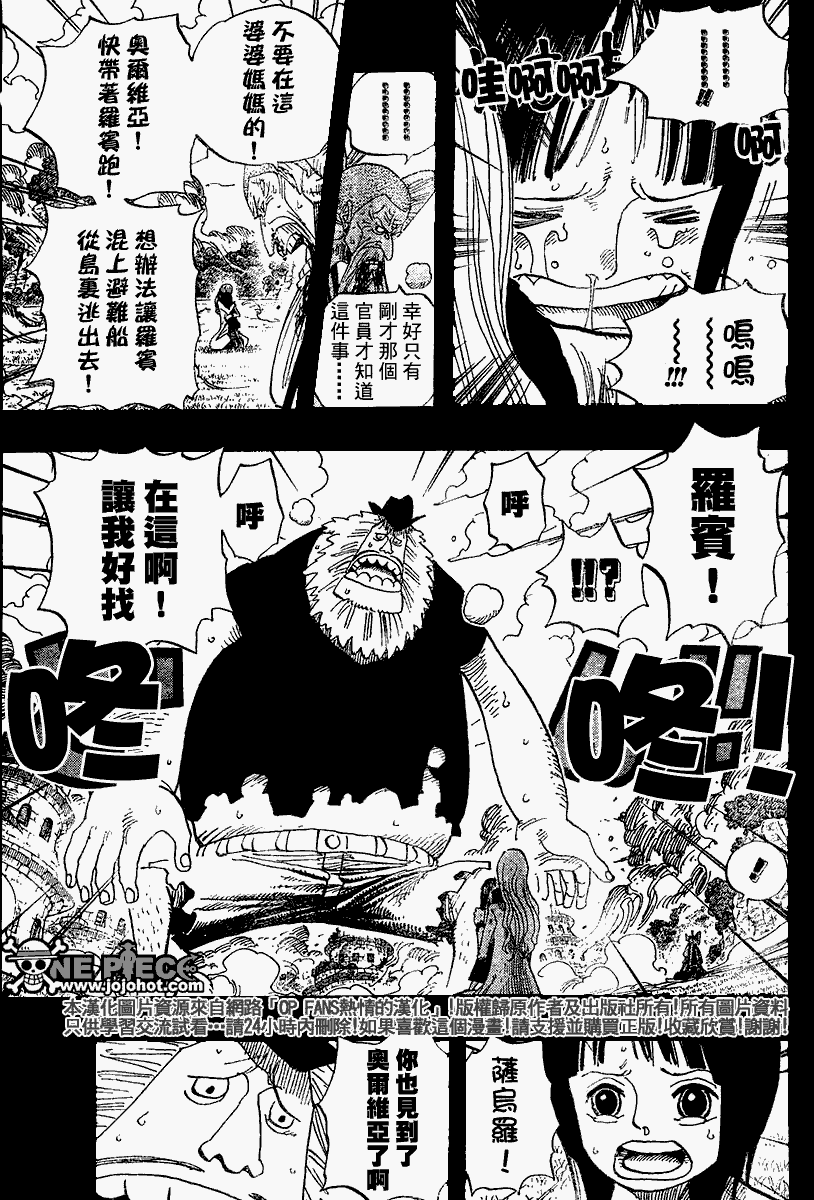 ………………!!
哇啊啊
啊
嗚嗚
～～～～!!!
………………
幸好只有
剛才那個
官員才知道
這件事……
不要在這
婆婆媽媽的！
奧爾維亞！
快帶著羅賓跑！
想辦法讓羅賓
混上避難船
從島裏逃出去！
羅賓！
!!?
呼
呼
在這啊！
讓我好找
咚!!
咚
!!
ONE PIECE
www.jojohot.com
本漢化圖片資源來自網路「OP FANS熱情的漢化」!版權歸原作者及出版社所有!所有圖片資料
只供學習交流試看…請24小時內刪除!如果喜歡這個漫畫!請支援並購買正版!收藏欣賞!謝謝!
薩烏羅！
你也見到了
奧爾維亞了啊